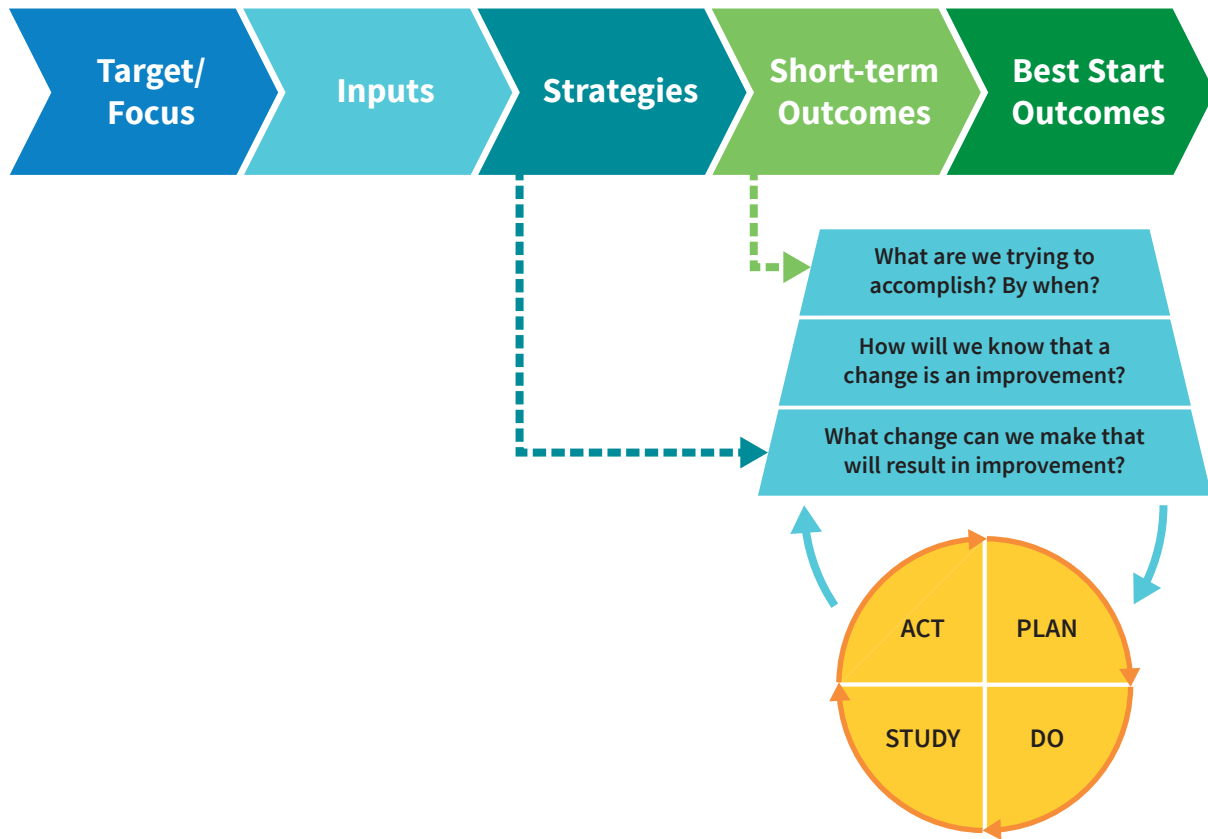 Target/
Focus
Inputs
Strategies
Short-term
Outcomes
Best Start
Outcomes
What are we trying to
accomplish? By when?
How will we know that a
change is an improvement?
What change can we make that
will result in improvement?
ACT
PLAN
STUDY
DO